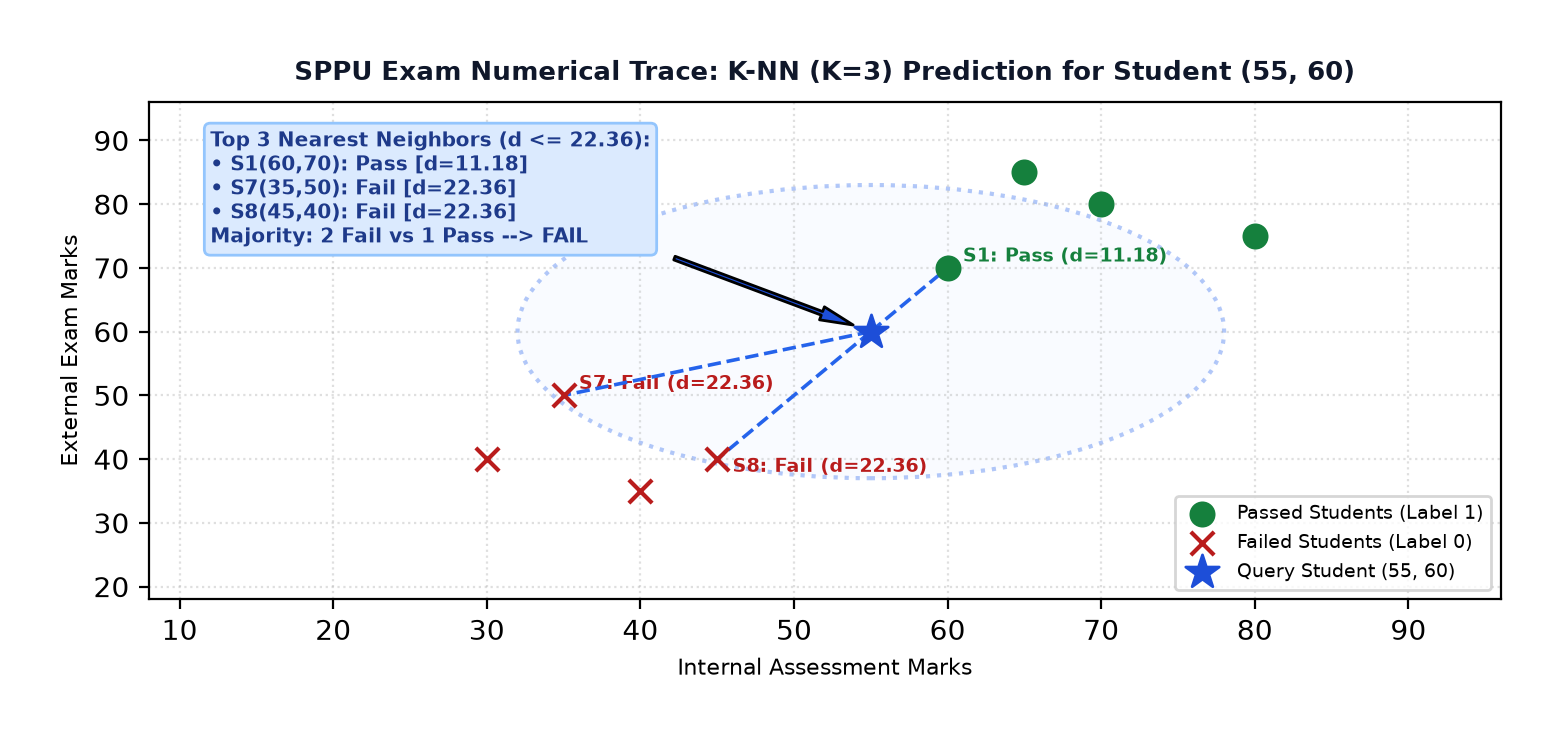 SPPU Exam Numerical Trace: K-NN (K=3) Prediction for Student (55, 60)
Top 3 Nearest Neighbors (d <= 22.36):
• S1(60,70): Pass [d=11.18]
• S7(35,50): Fail [d=22.36]
• S8(45,40): Fail [d=22.36]
Majority: 2 Fail vs 1 Pass --> FAIL
External Exam Marks
90
80
70
60
50
40
30
20
S1: Pass (d=11.18)
S7: Fail (d=22.36)
S8: Fail (d=22.36)
Passed Students (Label 1)
Failed Students (Label 0)
Query Student (55, 60)
10 20 30 40 50 60 70 80 90
Internal Assessment Marks